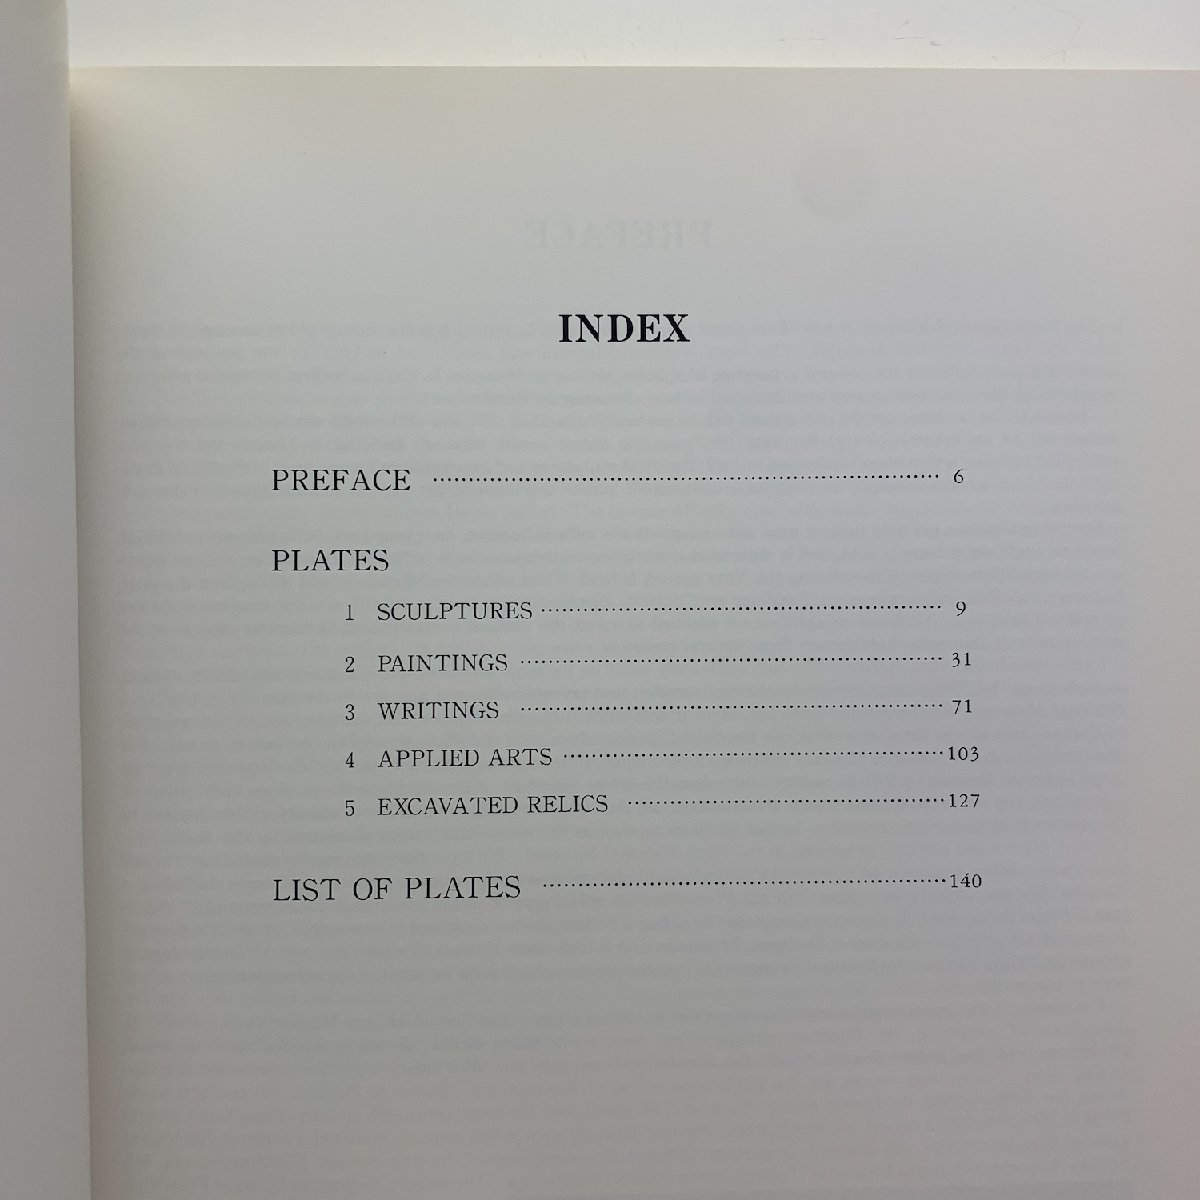 INDEX
PREFACE 6
PLATES
1 SCULPTURES 9
2 PAINTINGS 31
3 WRITINGS 71
4 APPLIED ARTS 103
5 EXCAVATED RELICS 127
LIST OF PLATES 140